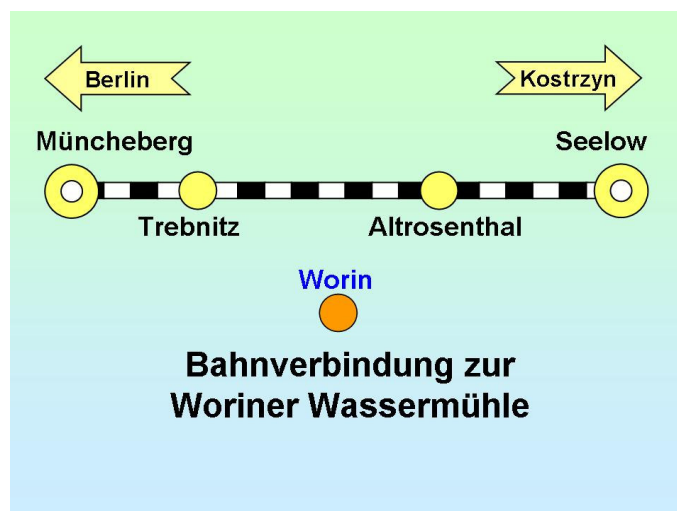 Berlin Kostrzyn
Müncheberg Seelow
Trebnitz Altrosenthal
Worin
Bahnverbindung zur
Woriner Wassermühle